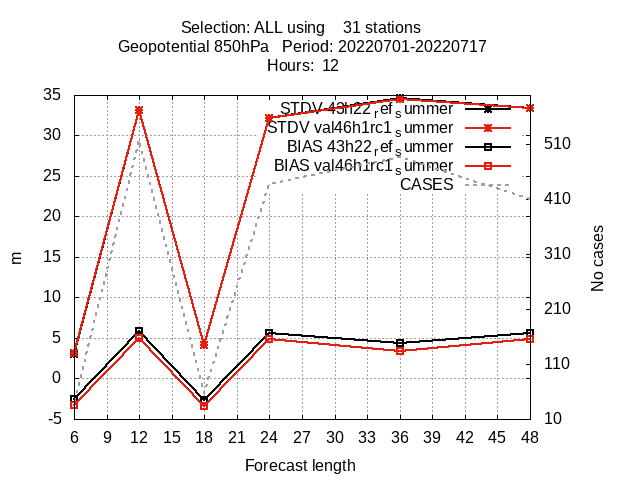 Selection: ALL using    31 stations
Geopotential 850hPa   Period: 20220701-20220717
Hours:  12
STDV 43h22_ref_summer
STDV val46h1rc1_summer
BIAS 43h22_ref_summer
BIAS val46h1rc1_summer
CASES
35
30
25
20
15
10
5
0
-5
m
510
410
310
210
110
10
No cases
6 9 12 15 18 21 24 27 30 33 36 39 42 45 48
Forecast length